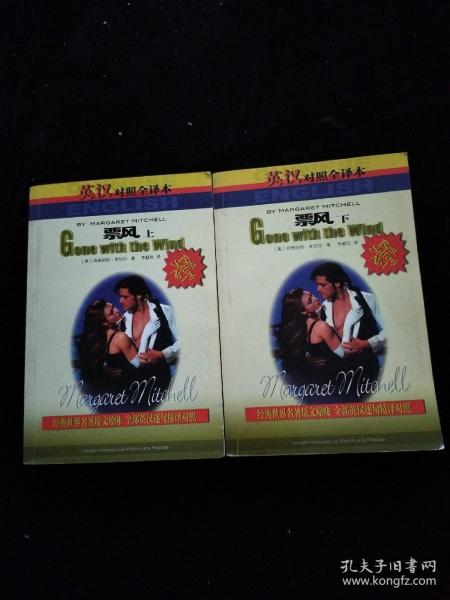 英汉对照全译本
ENGLISH
BY MARGARET MITCHELL
飘 上
Gone with the Wind
Margaret Mitchell
经典世界名著原文原味 全部英汉逐句精译对照
英汉对照全译本
ENGLISH
BY MARGARET MITCHELL
飘 下
Gone with the Wind
Margaret Mitchell
经典世界名著原文原味 全部英汉逐句精译对照
孔夫子旧书网
www.kongfz.com